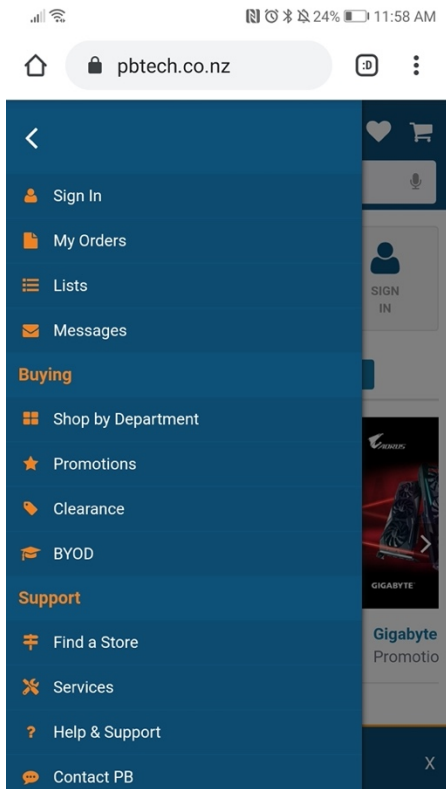 24% 11:58 AM
pbtech.co.nz
:D
Sign In
My Orders
Lists
Messages
Buying
Shop by Department
Promotions
Clearance
BYOD
Support
Find a Store
Services
Help & Support
Contact PB
SIGN
IN
AORUS
GIGABYTE
Gigabyte
Promotio
X